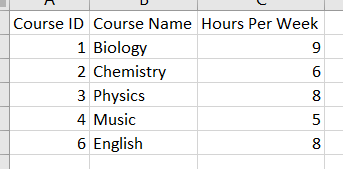 A B C
Course ID Course Name Hours Per Week
1 Biology 9
2 Chemistry 6
3 Physics 8
4 Music 5
6 English 8